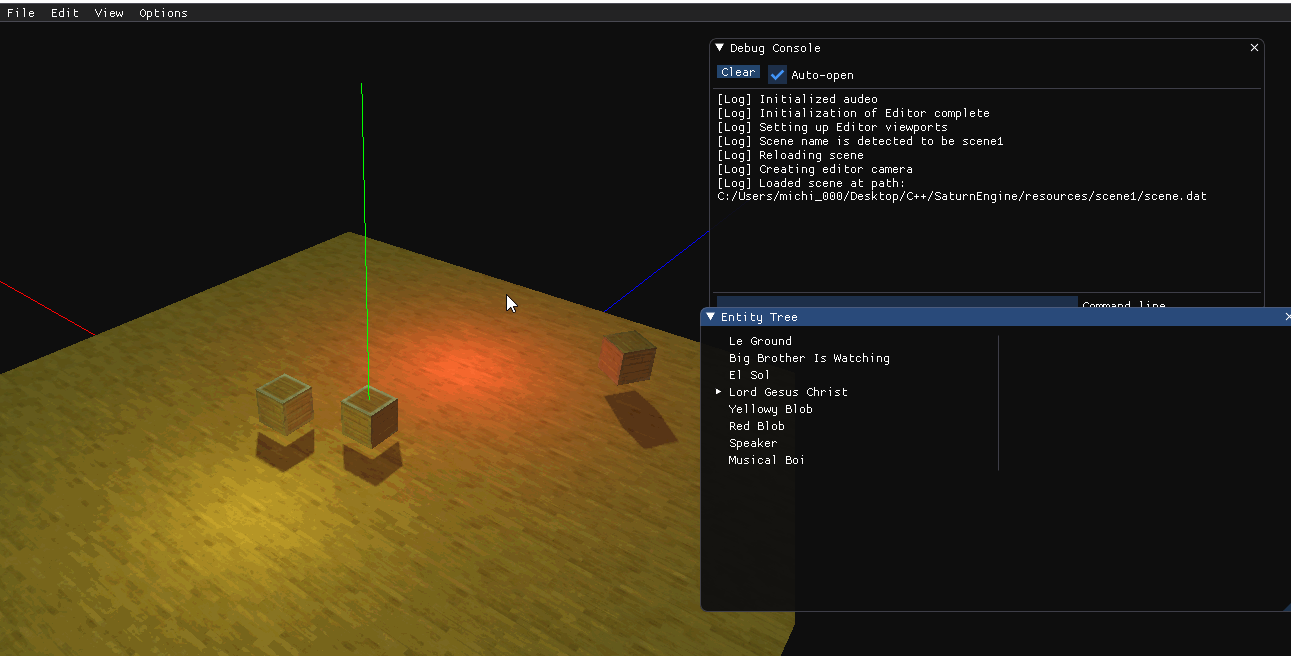 File Edit View Options
Debug Console
Clear Auto-open
[Log] Initialized audeo
[Log] Initialization of Editor complete
[Log] Setting up Editor viewports
[Log] Scene name is detected to be scene1
[Log] Reloading scene
[Log] Creating editor camera
[Log] Loaded scene at path:
C:/Users/michi_000/Desktop/C++/SaturnEngine/resources/scene1/scene.dat
Command line
Entity Tree
Le Ground
Big Brother Is Watching
El Sol
Lord Gesus Christ
Yellowy Blob
Red Blob
Speaker
Musical Boi